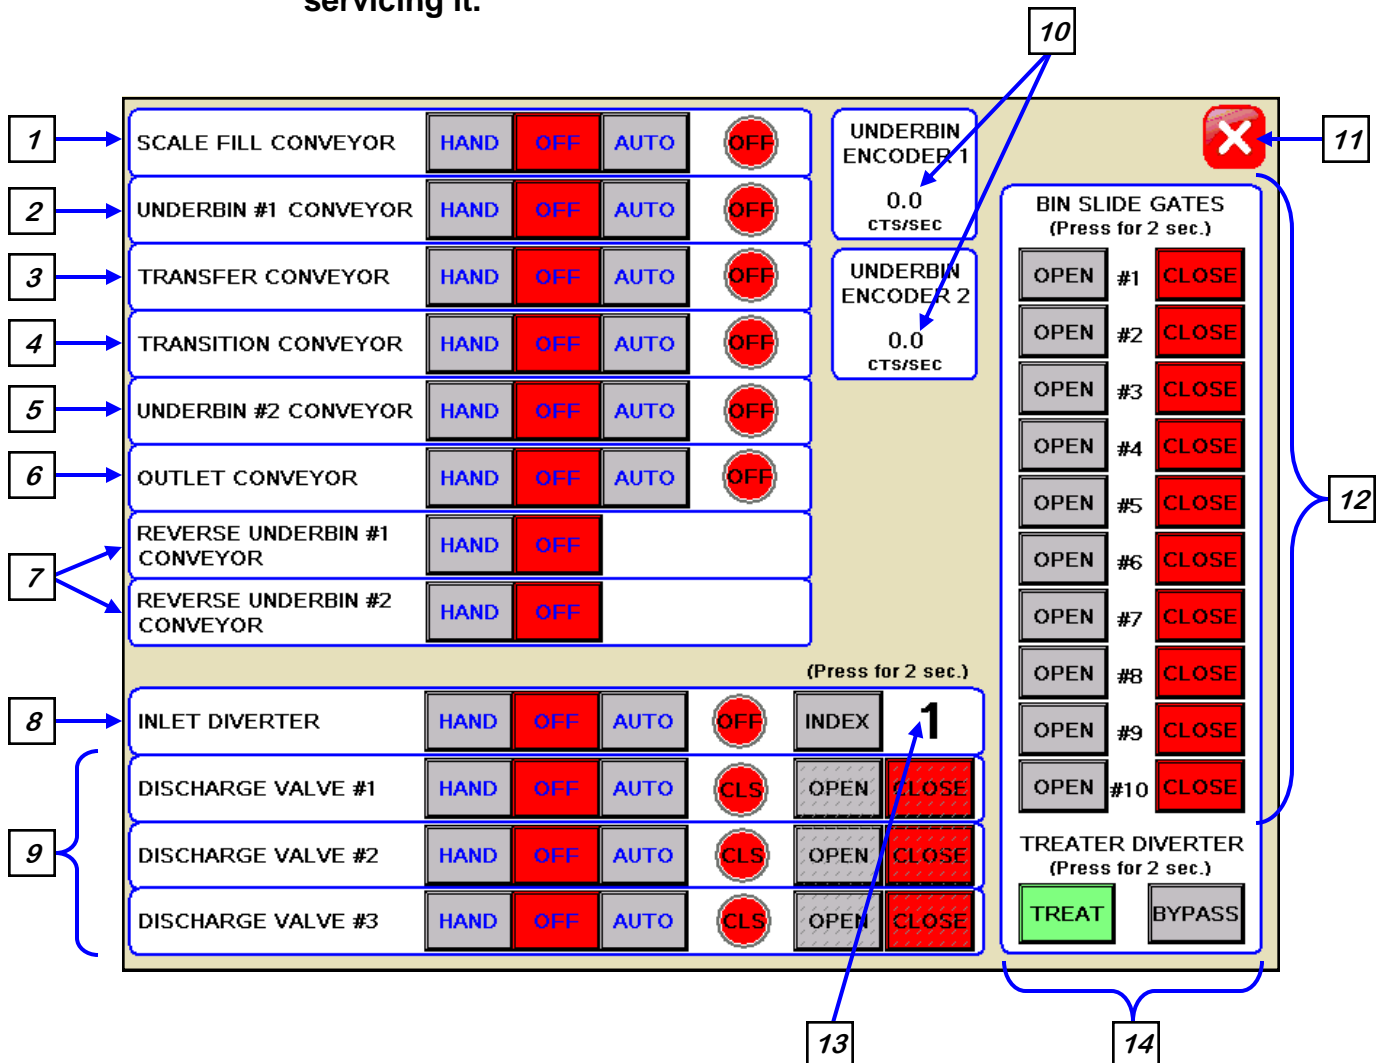 servicing it.
10
1
SCALE FILL CONVEYOR HAND OFF AUTO OFF
2
UNDERBIN #1 CONVEYOR HAND OFF AUTO OFF
3
TRANSFER CONVEYOR HAND OFF AUTO OFF
4
TRANSITION CONVEYOR HAND OFF AUTO OFF
5
UNDERBIN #2 CONVEYOR HAND OFF AUTO OFF
6
OUTLET CONVEYOR HAND OFF AUTO OFF
7
REVERSE UNDERBIN #1
CONVEYOR
HAND OFF
REVERSE UNDERBIN #2
CONVEYOR
HAND OFF
UNDERBIN
ENCODER 1
0.0
CTS/SEC
UNDERBIN
ENCODER 2
0.0
CTS/SEC
11
(Press for 2 sec.)
8
INLET DIVERTER HAND OFF AUTO OFF INDEX 1
9
DISCHARGE VALVE #1 HAND OFF AUTO CLS OPEN CLOSE
DISCHARGE VALVE #2 HAND OFF AUTO CLS OPEN CLOSE
DISCHARGE VALVE #3 HAND OFF AUTO CLS OPEN CLOSE
BIN SLIDE GATES
(Press for 2 sec.)
OPEN #1 CLOSE
OPEN #2 CLOSE
OPEN #3 CLOSE
OPEN #4 CLOSE
OPEN #5 CLOSE
OPEN #6 CLOSE
OPEN #7 CLOSE
OPEN #8 CLOSE
OPEN #9 CLOSE
OPEN #10 CLOSE
12
TREATER DIVERTER
(Press for 2 sec.)
TREAT BYPASS
13
14